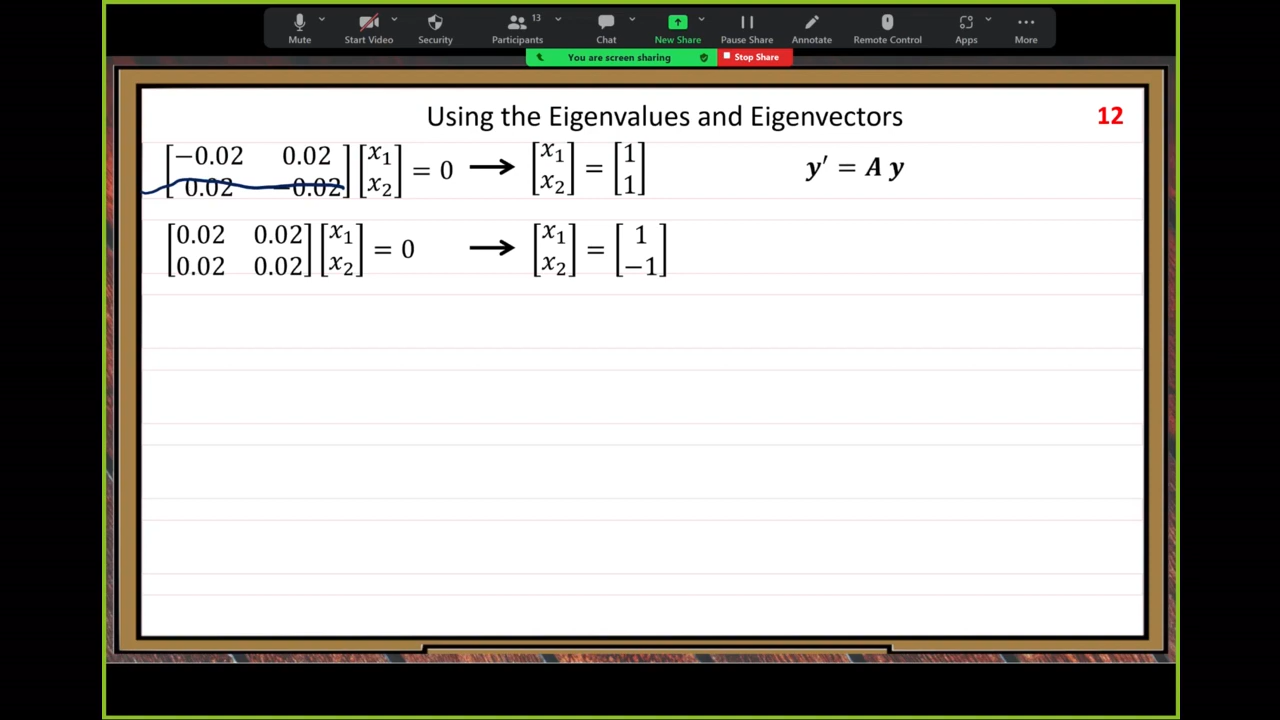 Mute
Start Video
Security
Participants 13
Chat
New Share
Pause Share
Annotate
Remote Control
Apps
More
You are screen sharing
Stop Share
Using the Eigenvalues and Eigenvectors
12
[−0.02 0.02; 0.02 −0.02] [x₁; x₂] = 0 → [x₁; x₂] = [1; 1]
y′ = A y
[0.02 0.02; 0.02 0.02] [x₁; x₂] = 0 → [x₁; x₂] = [1; −1]